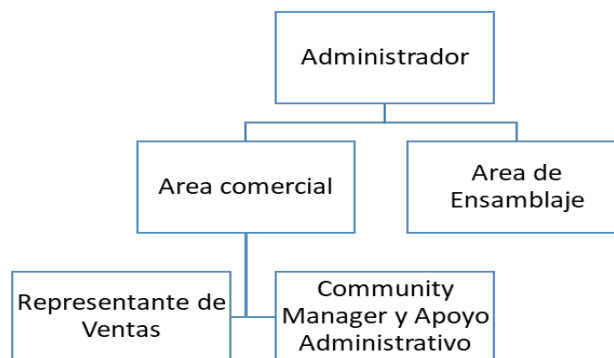 Administrador
Area comercial
Area de
Ensamblaje
Representante de
Ventas
Community
Manager y Apoyo
Administrativo